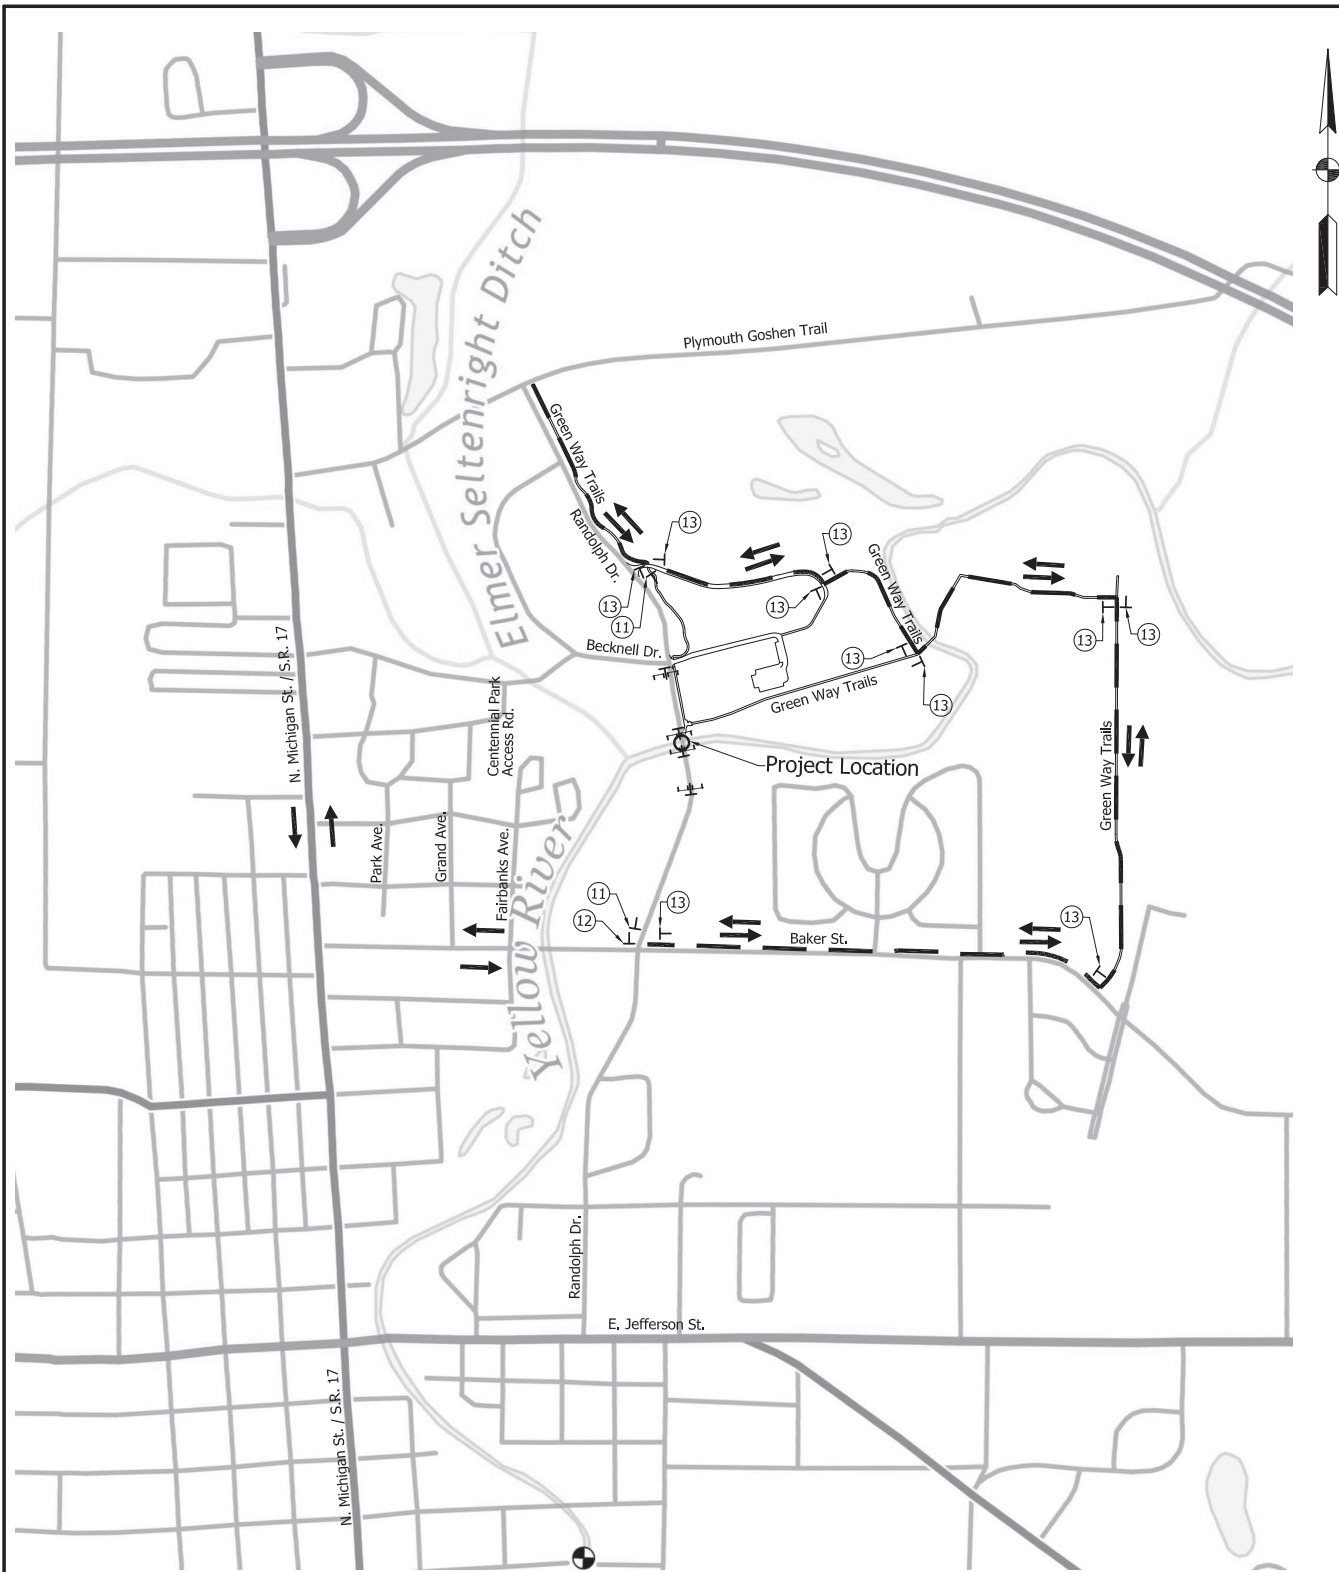 Plymouth Goshen Trail
Elmer Seltenright Ditch
Green Way Trails
Randolph Dr.
13
13
Green Way Trails
13
11
13
13
13
Becknell Dr.
13
N. Michigan St. / S.R. 17
Green Way Trails
13
Centennial Park
Access Rd.
Green Way Trails
Project Location
Park Ave.
Grand Ave.
Fairbanks Ave.
Yellow River
11
13
12
13
Baker St.
Randolph Dr.
E. Jefferson St.
N. Michigan St. / S.R. 17